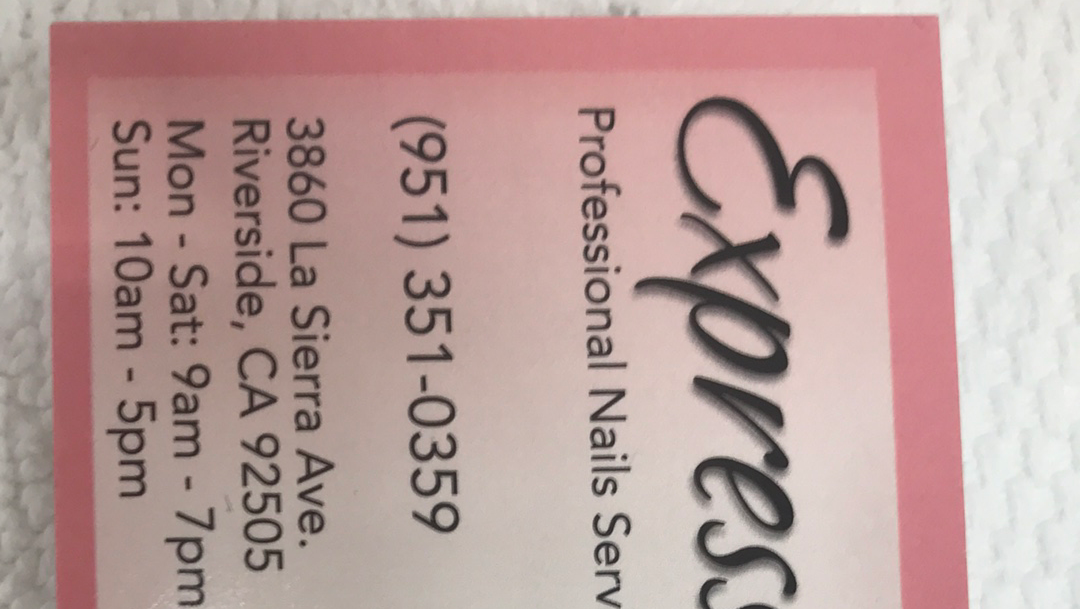 Express
Professional Nails Serv
(951) 351-0359
3860 La Sierra Ave.
Riverside, CA 92505
Mon - Sat: 9am - 7pm
Sun: 10am - 5pm